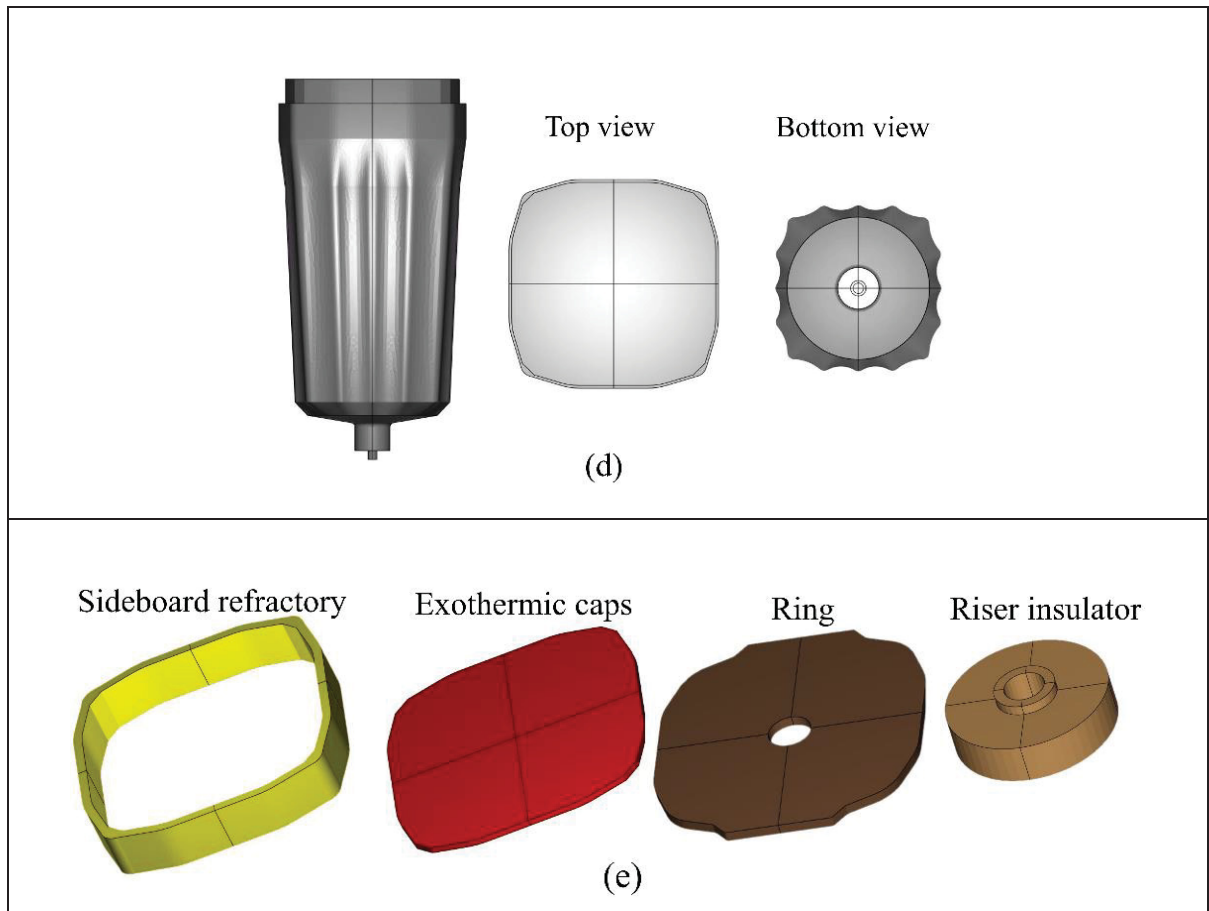 Top view
Bottom view
(d)
Sideboard refractory
Exothermic caps
Ring
Riser insulator
(e)